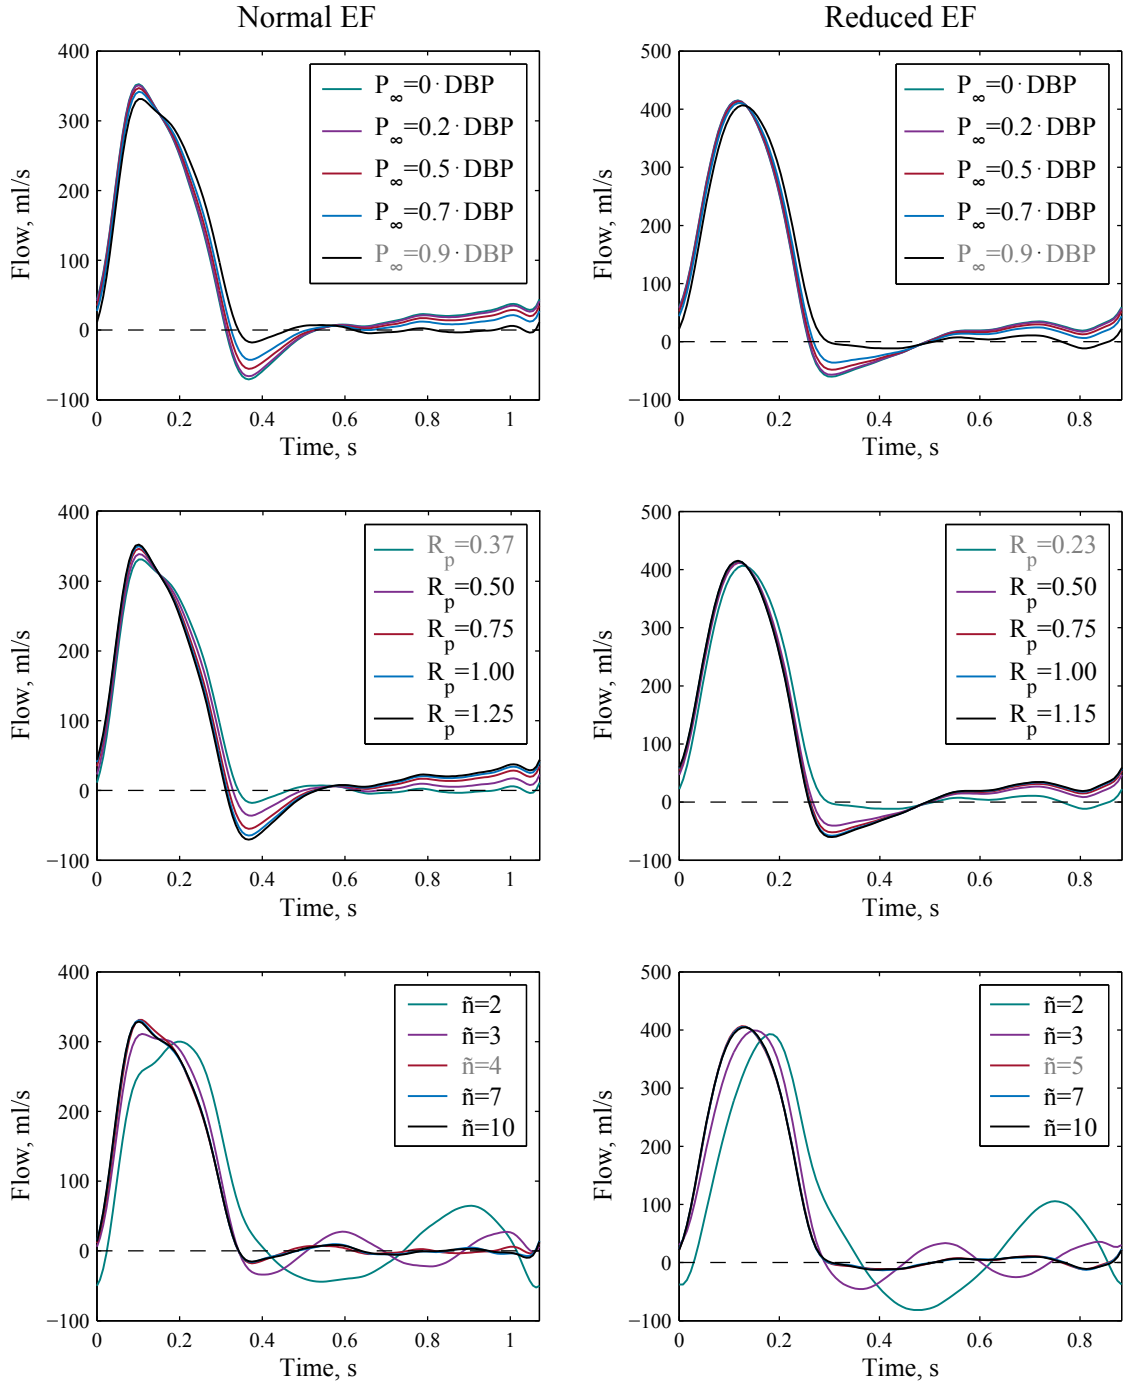 Normal EF
Reduced EF
400
300
200
100
0
−100
Flow, ml/s
P∞=0·DBP
P∞=0.2·DBP
P∞=0.5·DBP
P∞=0.7·DBP
P∞=0.9·DBP
0 0.2 0.4 0.6 0.8 1
Time, s
500
400
300
200
100
0
−100
Flow, ml/s
P∞=0·DBP
P∞=0.2·DBP
P∞=0.5·DBP
P∞=0.7·DBP
P∞=0.9·DBP
0 0.2 0.4 0.6 0.8
Time, s
400
300
200
100
0
−100
Flow, ml/s
Rp=0.37
Rp=0.50
Rp=0.75
Rp=1.00
Rp=1.25
0 0.2 0.4 0.6 0.8 1
Time, s
500
400
300
200
100
0
−100
Flow, ml/s
Rp=0.23
Rp=0.50
Rp=0.75
Rp=1.00
Rp=1.15
0 0.2 0.4 0.6 0.8
Time, s
400
300
200
100
0
−100
Flow, ml/s
ñ=2
ñ=3
ñ=4
ñ=7
ñ=10
0 0.2 0.4 0.6 0.8 1
Time, s
500
400
300
200
100
0
−100
Flow, ml/s
ñ=2
ñ=3
ñ=5
ñ=7
ñ=10
0 0.2 0.4 0.6 0.8
Time, s